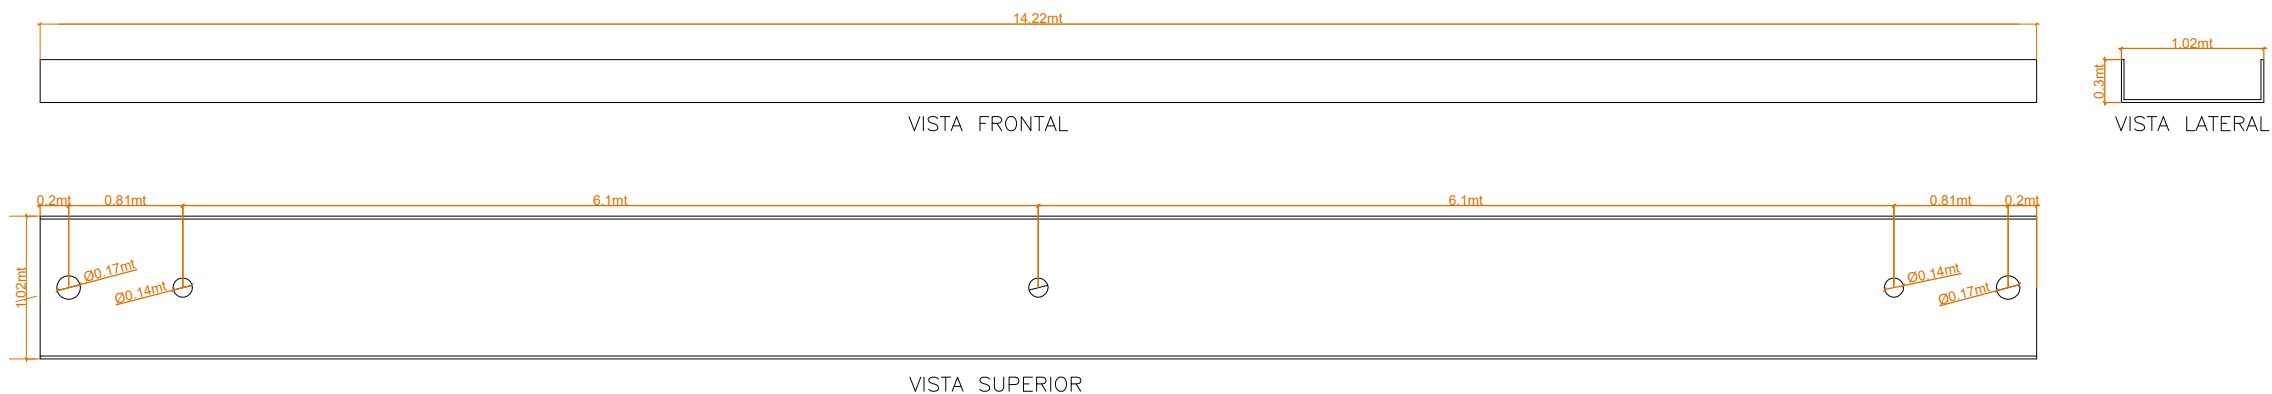 14.22mt
1.02mt
0.3mt
VISTA FRONTAL
VISTA LATERAL
0.2mt 0.81mt 6.1mt 6.1mt 0.81mt 0.2mt
1.02mt
Ø0.17mt
Ø0.14mt
Ø0.14mt
Ø0.17mt
VISTA SUPERIOR